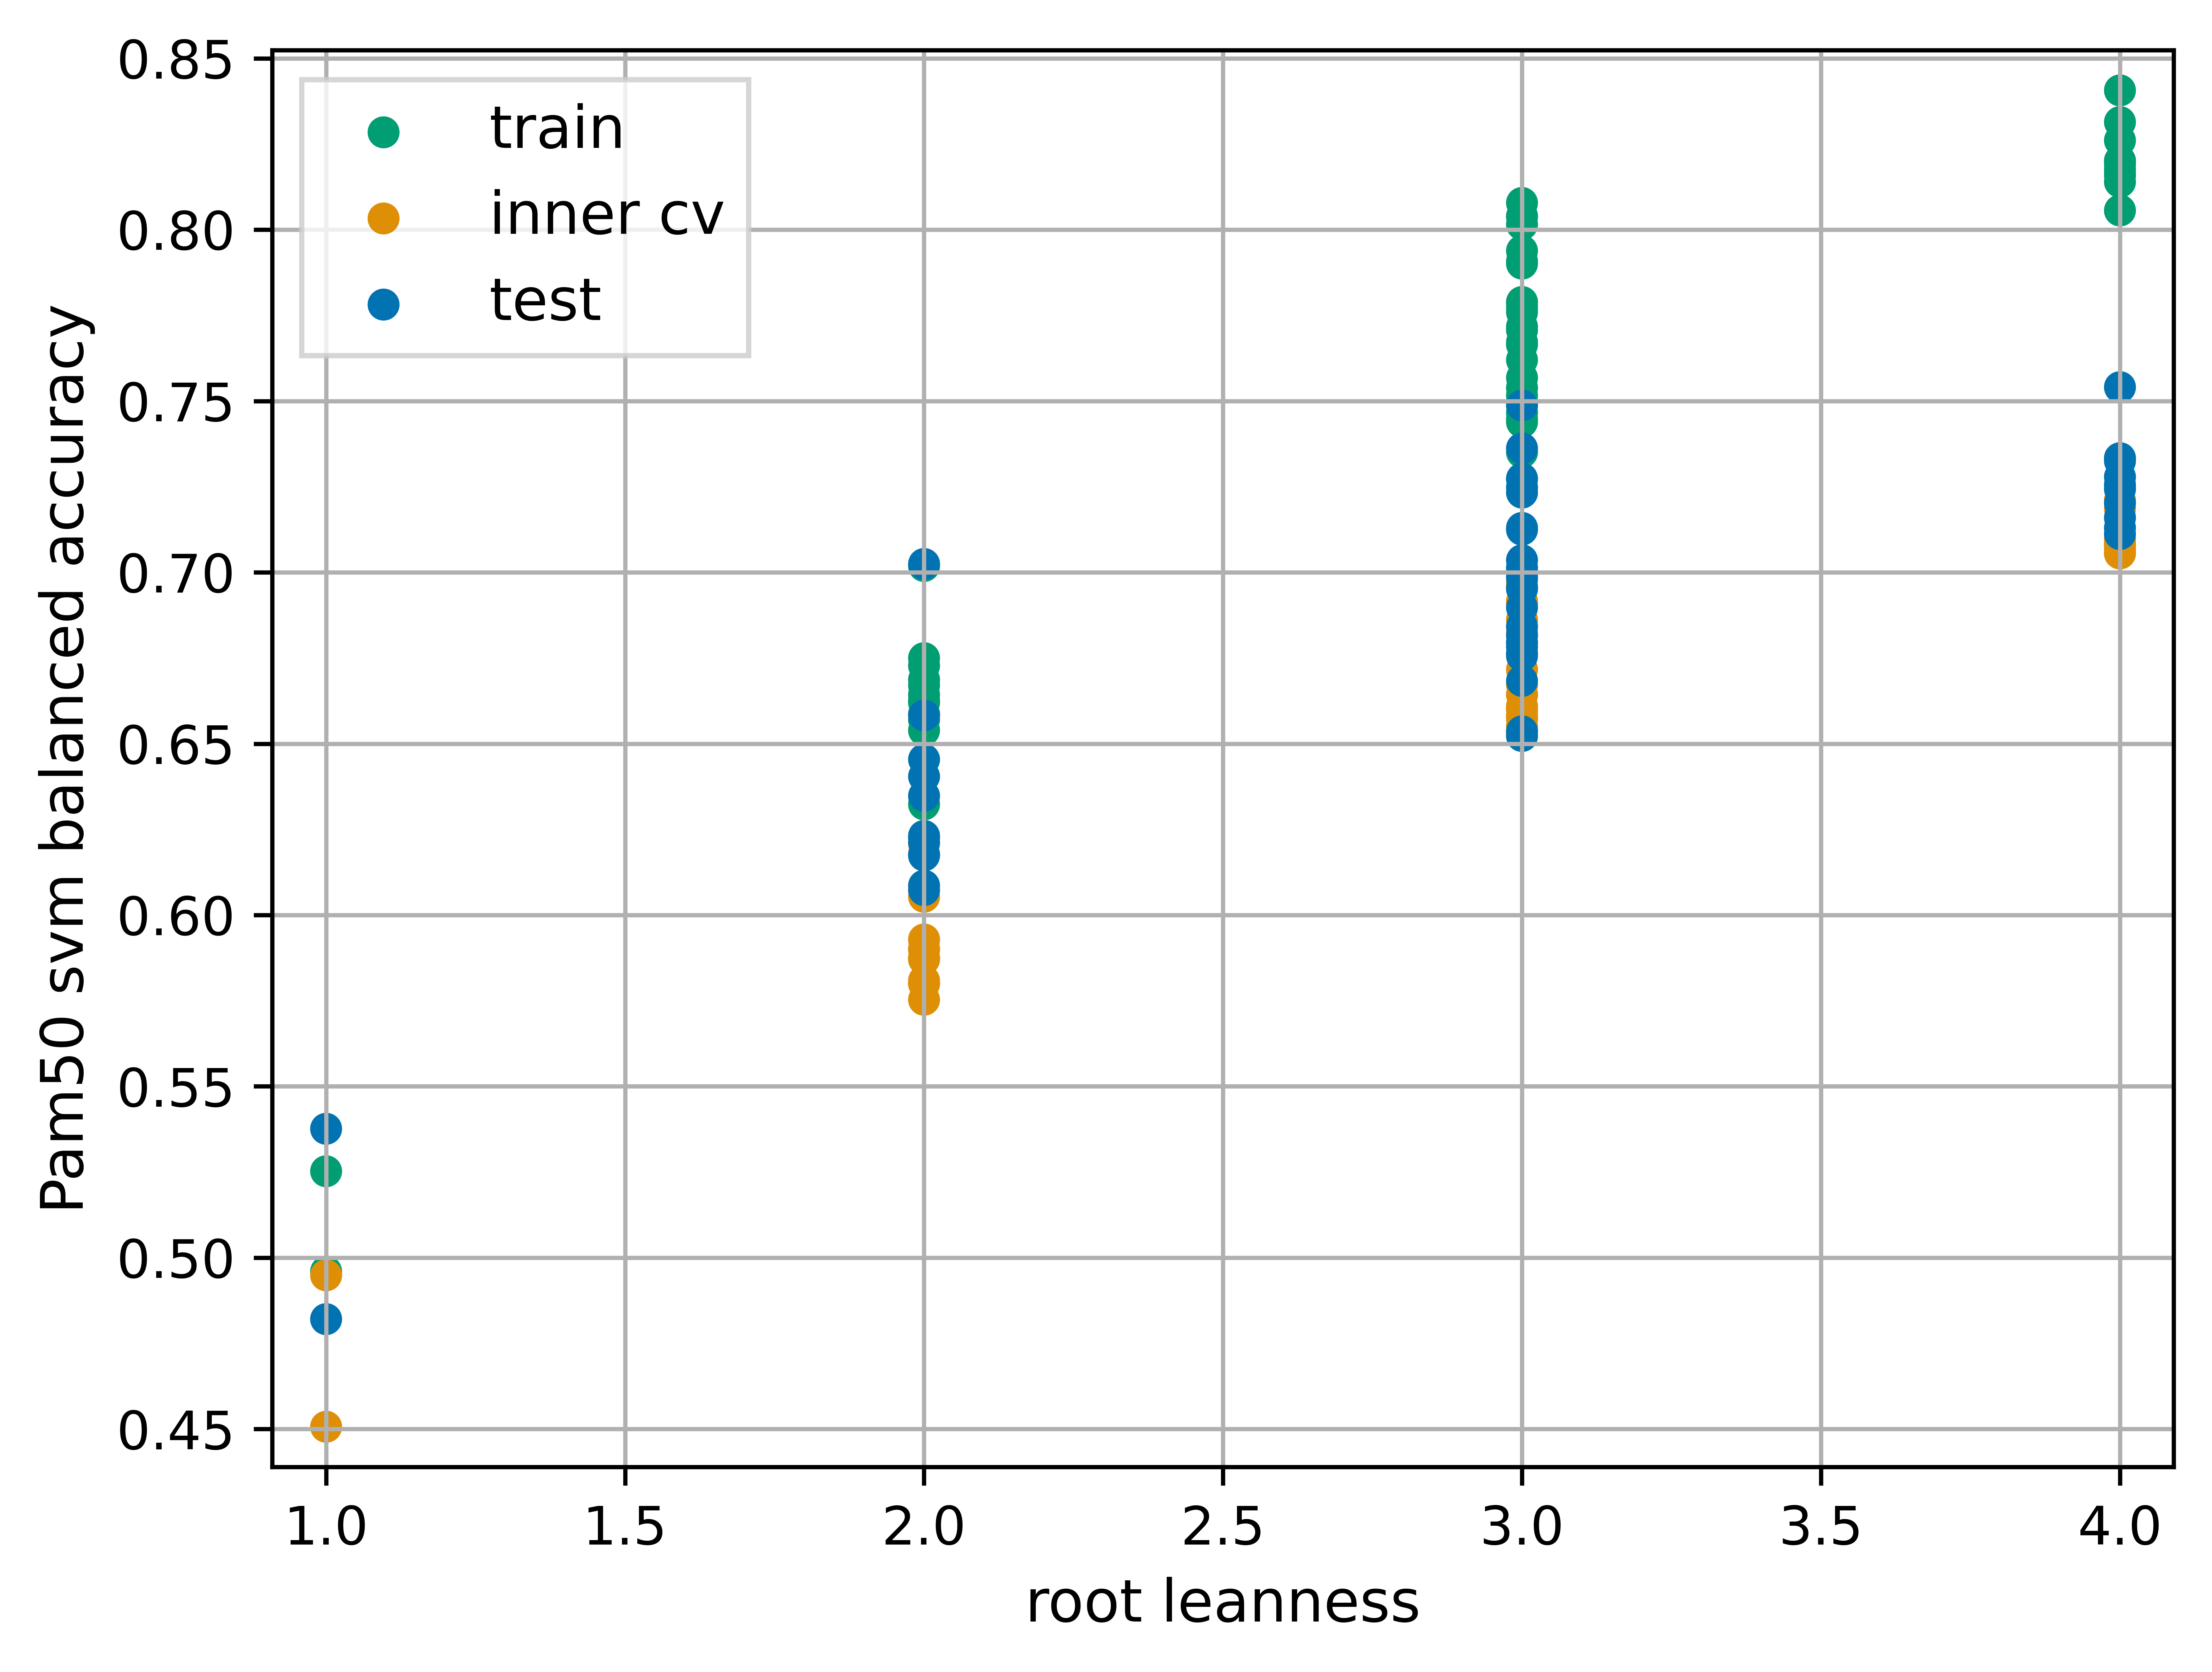 0.85
0.80
0.75
0.70
0.65
0.60
0.55
0.50
0.45
Pam50 svm balanced accuracy
train
inner cv
test
1.0 1.5 2.0 2.5 3.0 3.5 4.0
root leanness